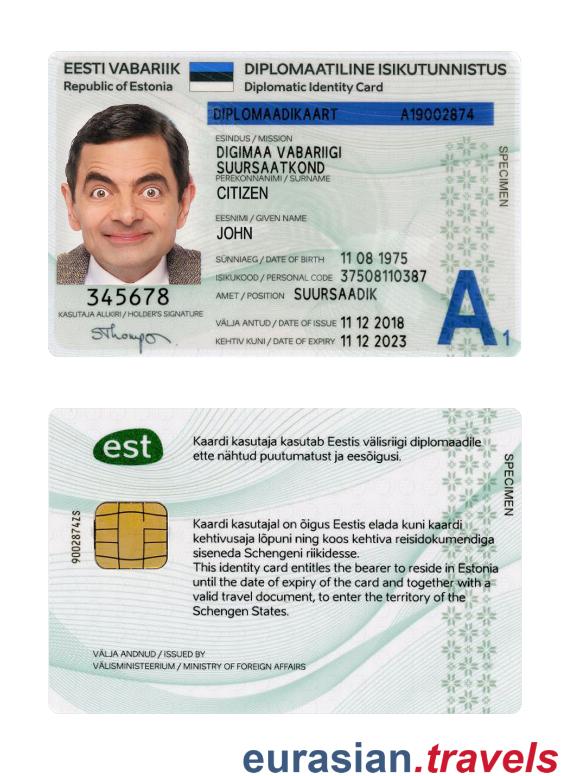 EESTI VABARIIK
Republic of Estonia
DIPLOMAATILINE ISIKUTUNNISTUS
Diplomatic Identity Card
DIPLOMAADIKAART A19002874
ESINDUS / MISSION
DIGIMAA VABARIIGI
SUURSAATKOND
PEREKONNANIMI / SURNAME
CITIZEN
EESNIMI / GIVEN NAME
JOHN
SÜNNIAEG / DATE OF BIRTH 11 08 1975
ISIKUKOOD / PERSONAL CODE 37508110387
AMET / POSITION SUURSAADIK
VÄLJA ANTUD / DATE OF ISSUE 11 12 2018
KEHTIV KUNI / DATE OF EXPIRY 11 12 2023
345678
KASUTAJA ALLKIRI / HOLDER'S SIGNATURE
SThompson
SPECIMEN
A1
est
Kaardi kasutaja kasutab Eestis välisriigi diplomaadile
ette nähtud puutumatust ja eesõigusi.
SPECIMEN
9002874ZS
Kaardi kasutajal on õigus Eestis elada kuni kaardi
kehtivusaja lõpuni ning koos kehtiva reisidokumendiga
siseneda Schengeni riikidesse.
This identity card entitles the bearer to reside in Estonia
until the date of expiry of the card and together with a
valid travel document, to enter the territory of the
Schengen States.
VÄLJA ANDNUD / ISSUED BY
VÄLISMINISTEERIUM / MINISTRY OF FOREIGN AFFAIRS
eurasian.travels